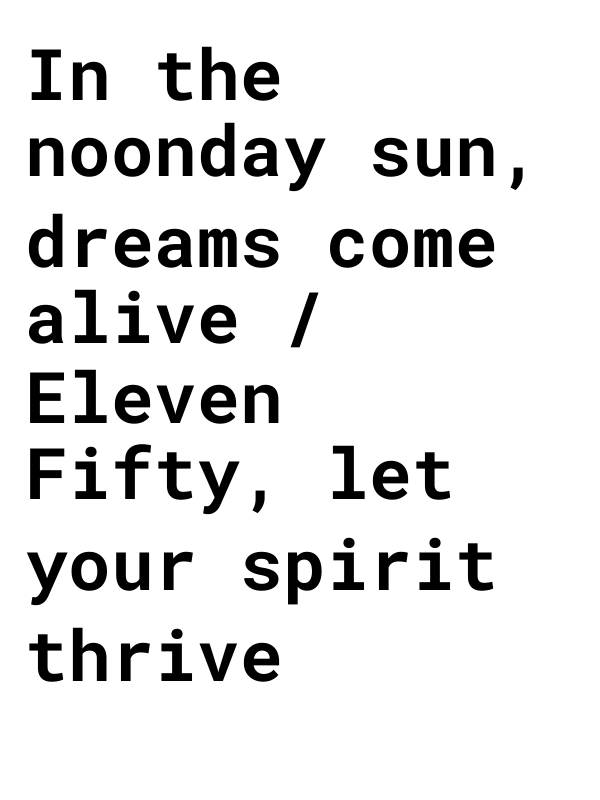 In the
noonday sun,
dreams come
alive /
Eleven
Fifty, let
your spirit
thrive